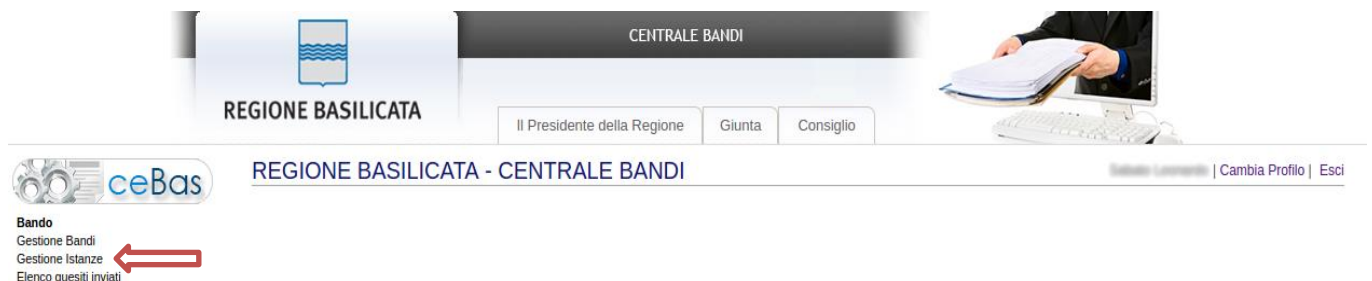 CENTRALE BANDI
REGIONE BASILICATA
Il Presidente della Regione
Giunta
Consiglio
ceBas
REGIONE BASILICATA - CENTRALE BANDI
| Cambia Profilo | Esci
Bando
Gestione Bandi
Gestione Istanze
Elenco quesiti inviati